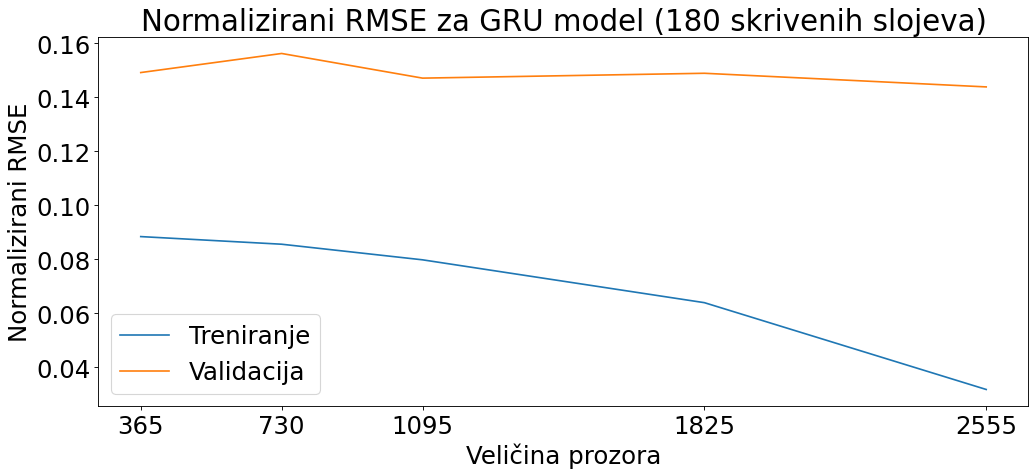 Normalizirani RMSE za GRU model (180 skrivenih slojeva)
Normalizirani RMSE
0.16
0.14
0.12
0.10
0.08
0.06
0.04
Treniranje
Validacija
365 730 1095 1825 2555
Veličina prozora